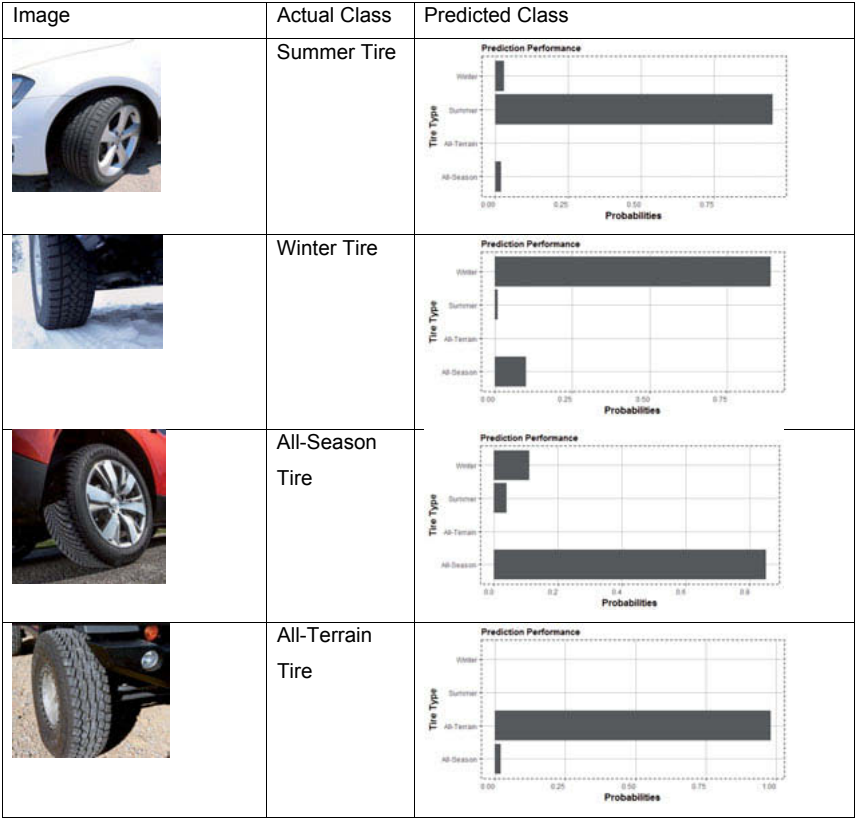 Image Actual Class Predicted Class
Summer Tire
Prediction Performance
Winter
Summer
All-Terrain
All-Season
Tire Type
0.00 0.25 0.50 0.75
Probabilities
Winter Tire
Prediction Performance
Winter
Summer
All-Terrain
All-Season
Tire Type
0.00 0.25 0.50 0.75
Probabilities
All-Season
Tire
Prediction Performance
Winter
Summer
All-Terrain
All-Season
Tire Type
0.0 0.2 0.4 0.6 0.8
Probabilities
All-Terrain
Tire
Prediction Performance
Winter
Summer
All-Terrain
All-Season
Tire Type
0.00 0.25 0.50 0.75 1.00
Probabilities